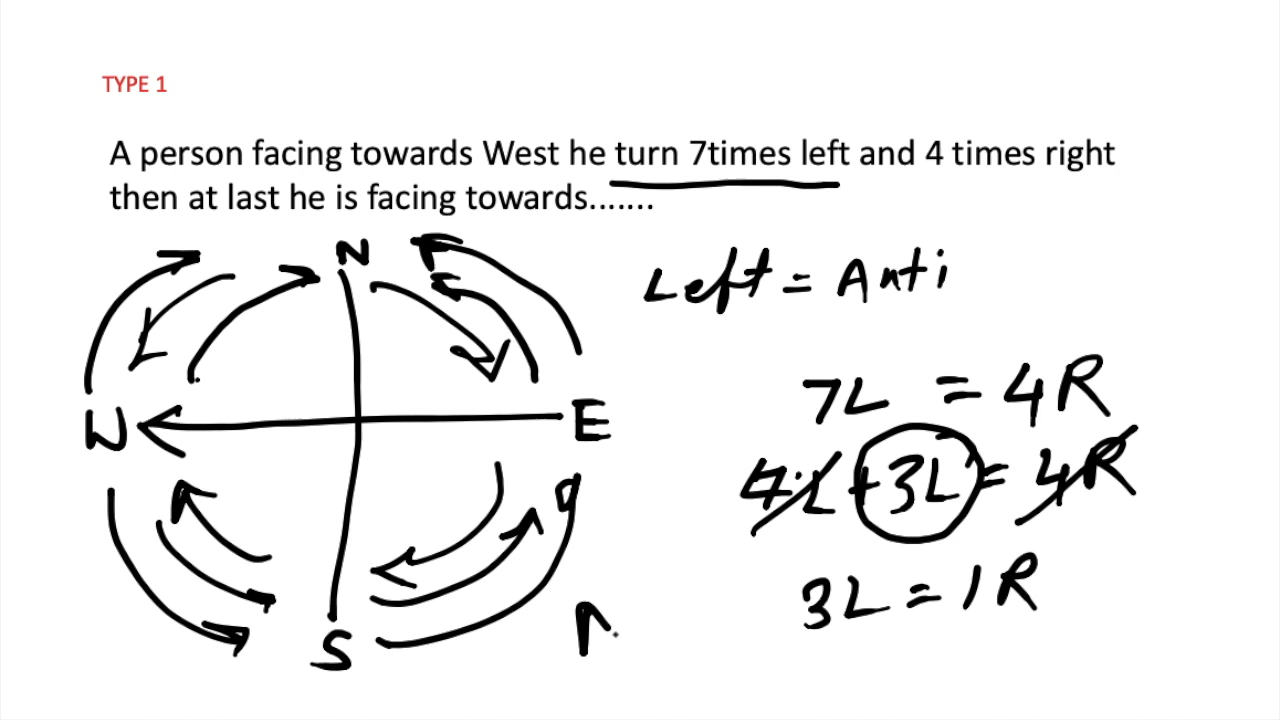 TYPE 1
A person facing towards West he turn 7times left and 4 times right
then at last he is facing towards.......
N
Left = Anti
7L = 4R
W E
4L + 3L = 4R
3L = 1R
S